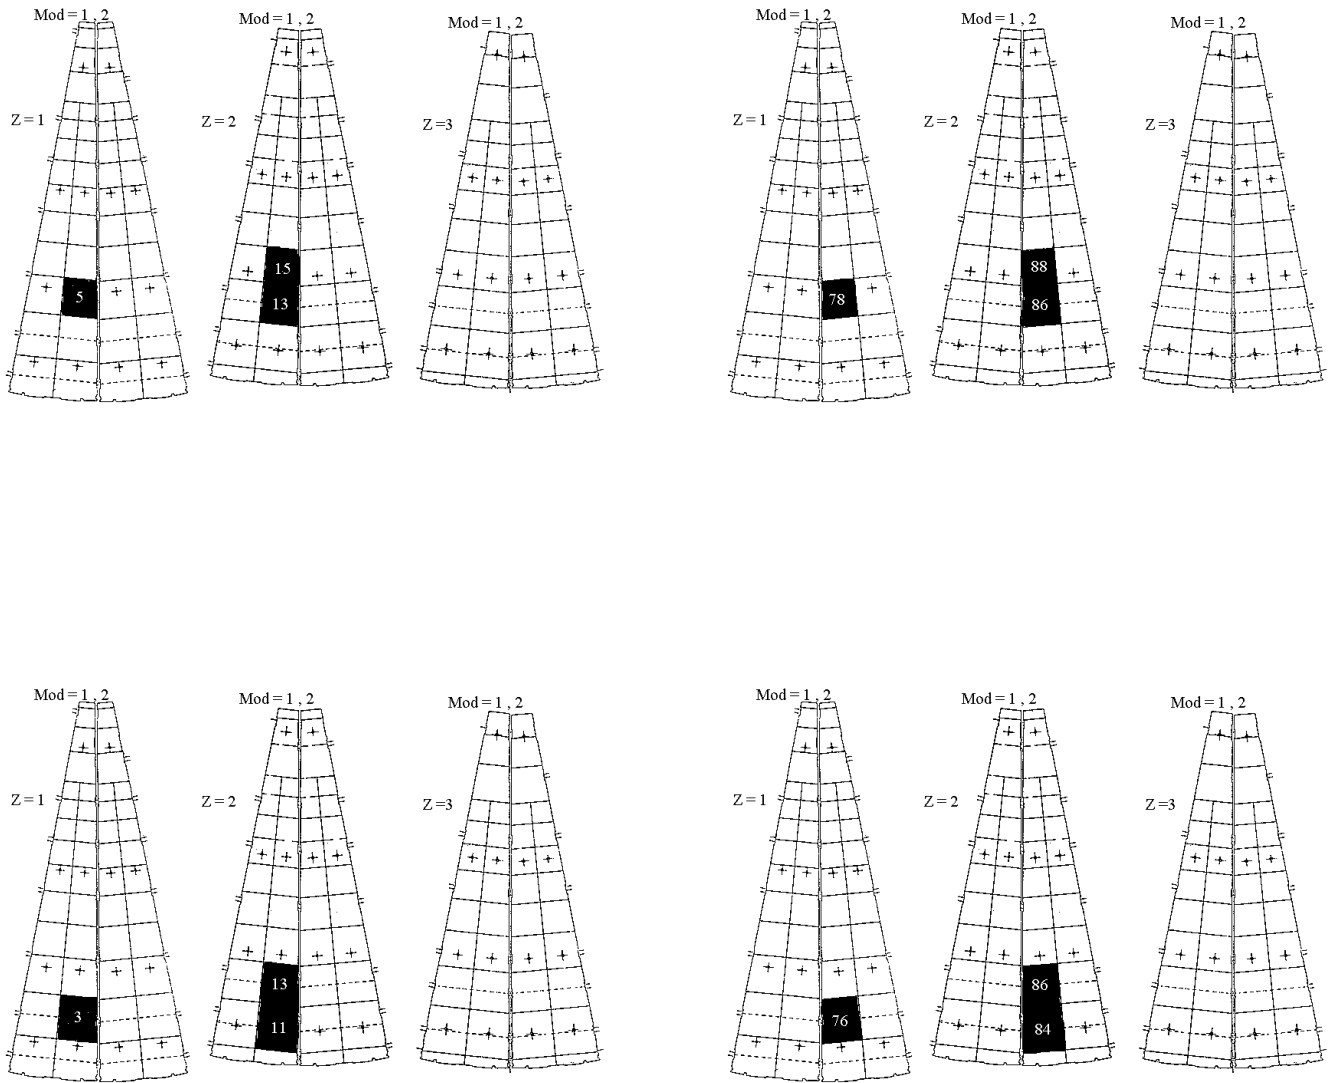 Mod = 1 , 2
Mod = 1 , 2
Mod = 1 , 2
Z = 1
Z = 2
Z =3
15
5
13
Mod = 1 , 2
Mod = 1 , 2
Mod = 1 , 2
Z = 1
Z = 2
Z =3
88
78
86
Mod = 1 , 2
Mod = 1 , 2
Mod = 1 , 2
Z = 1
Z = 2
Z =3
13
3
11
Mod = 1 , 2
Mod = 1 , 2
Mod = 1 , 2
Z = 1
Z = 2
Z =3
86
76
84